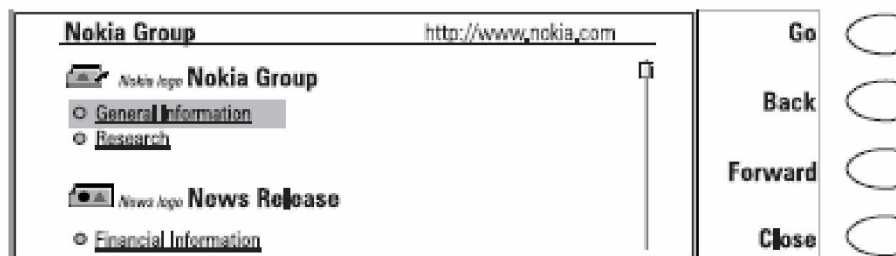 Nokia Group http://www.nokia.com Go
Nokia logo Nokia Group
General Information Back
Research
Forward
News logo News Release
Financial Information Close